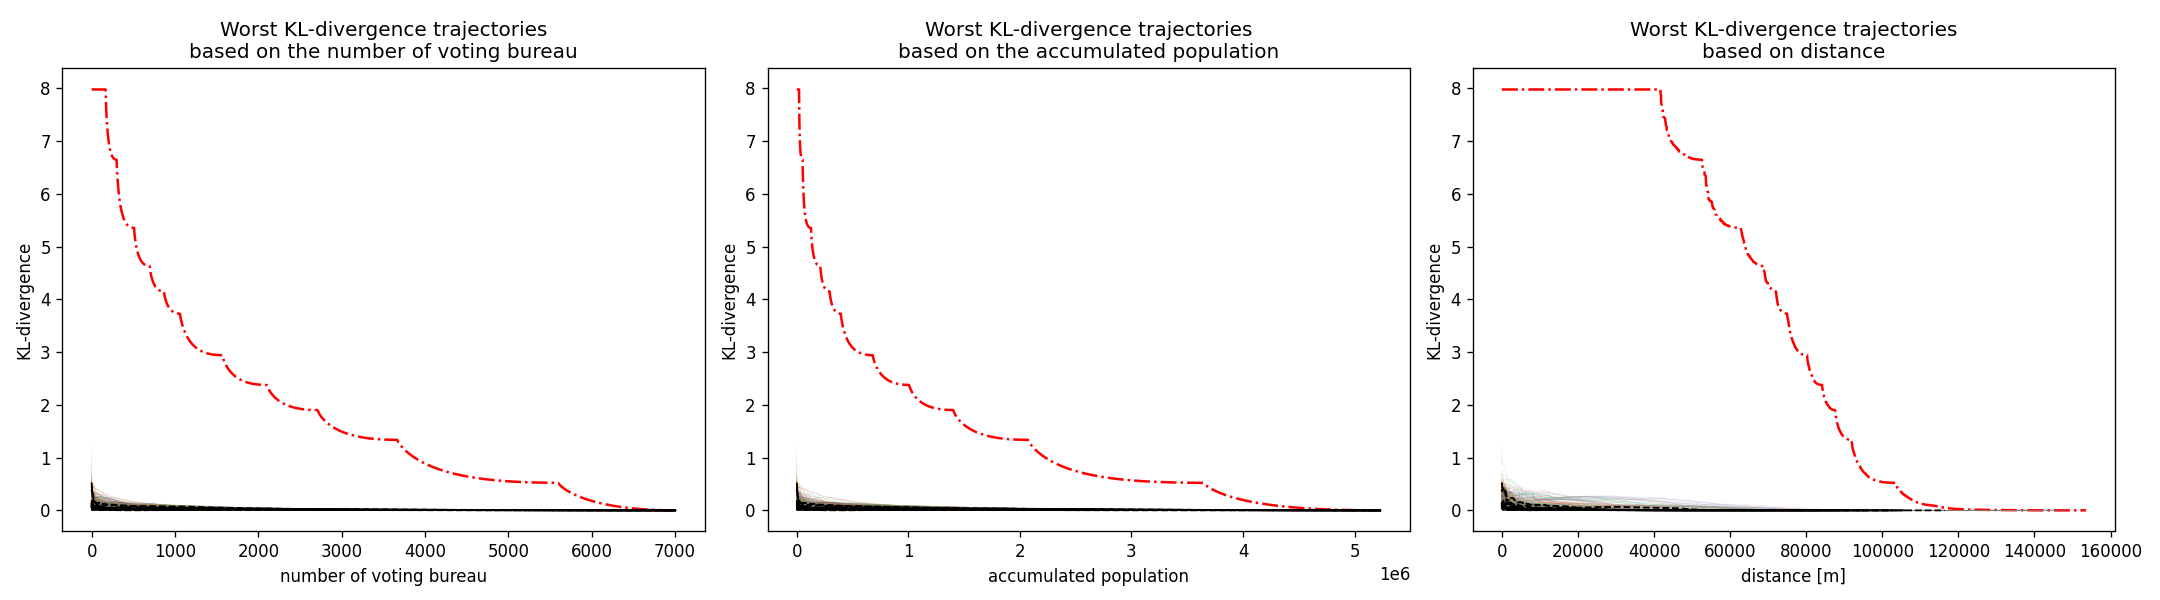 Worst KL-divergence trajectories
based on the number of voting bureau
8
7
6
5
4
3
2
1
0
KL-divergence
0 1000 2000 3000 4000 5000 6000 7000
number of voting bureau
Worst KL-divergence trajectories
based on the accumulated population
8
7
6
5
4
3
2
1
0
KL-divergence
0 1 2 3 4 5
1e6
accumulated population
Worst KL-divergence trajectories
based on distance
8
7
6
5
4
3
2
1
0
KL-divergence
0 20000 40000 60000 80000 100000 120000 140000 160000
distance [m]